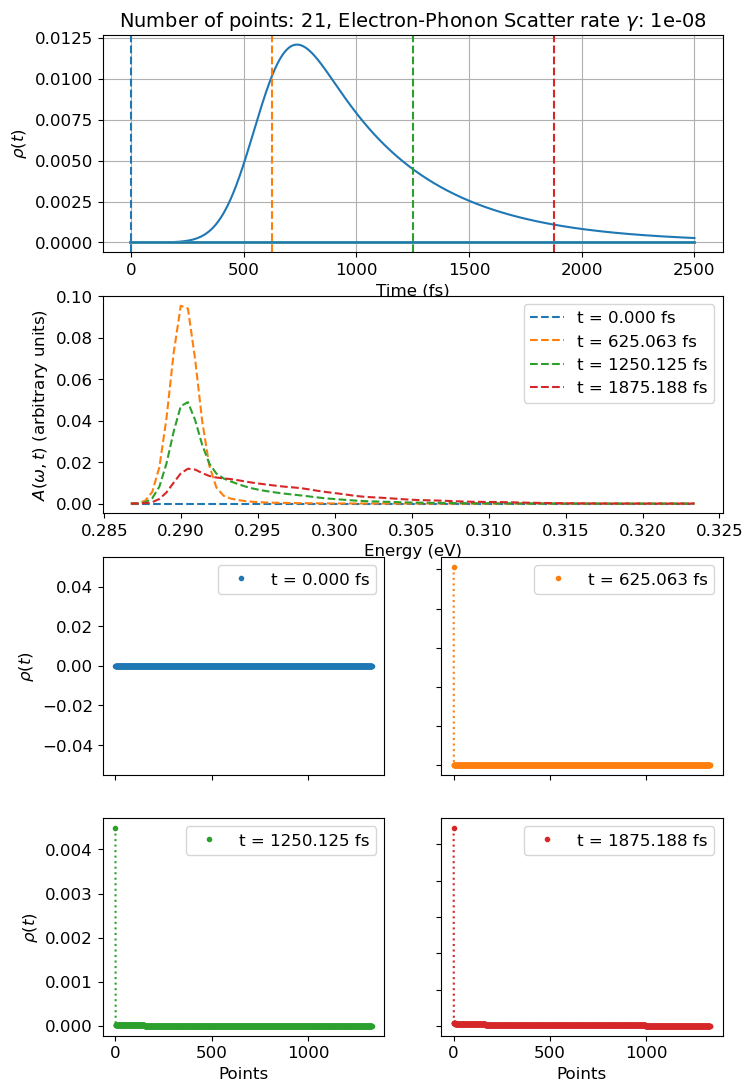 Number of points: 21, Electron-Phonon Scatter rate γ: 1e-08
0.0125
0.0100
0.0075
0.0050
0.0025
0.0000
ρ(t)
0 500 1000 1500 2000 2500
Time (fs)
0.10
0.08
0.06
0.04
0.02
0.00
A(ω, t) (arbitrary units)
t = 0.000 fs
t = 625.063 fs
t = 1250.125 fs
t = 1875.188 fs
0.285 0.290 0.295 0.300 0.305 0.310 0.315 0.320 0.325
Energy (eV)
0.04
0.02
0.00
−0.02
−0.04
ρ(t)
t = 0.000 fs
t = 625.063 fs
0.004
0.003
0.002
0.001
0.000
ρ(t)
t = 1250.125 fs
0 500 1000
Points
t = 1875.188 fs
0 500 1000
Points